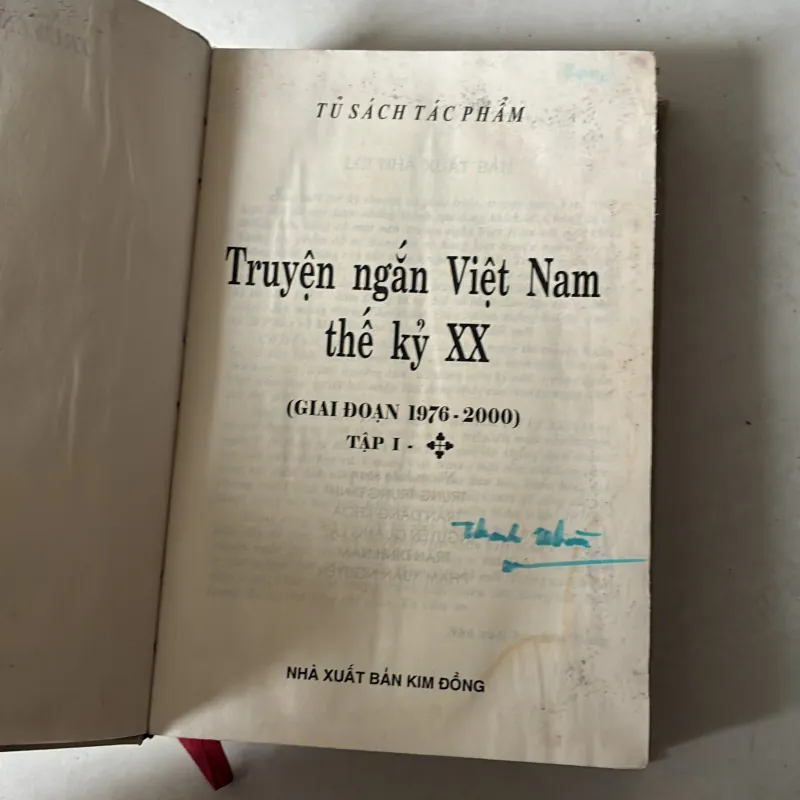 TỦ SÁCH TÁC PHẨM
Truyện ngắn Việt Nam
thế kỷ XX
(GIAI ĐOẠN 1976 - 2000)
TẬP I -
Thanh
NHÀ XUẤT BẢN KIM ĐỒNG